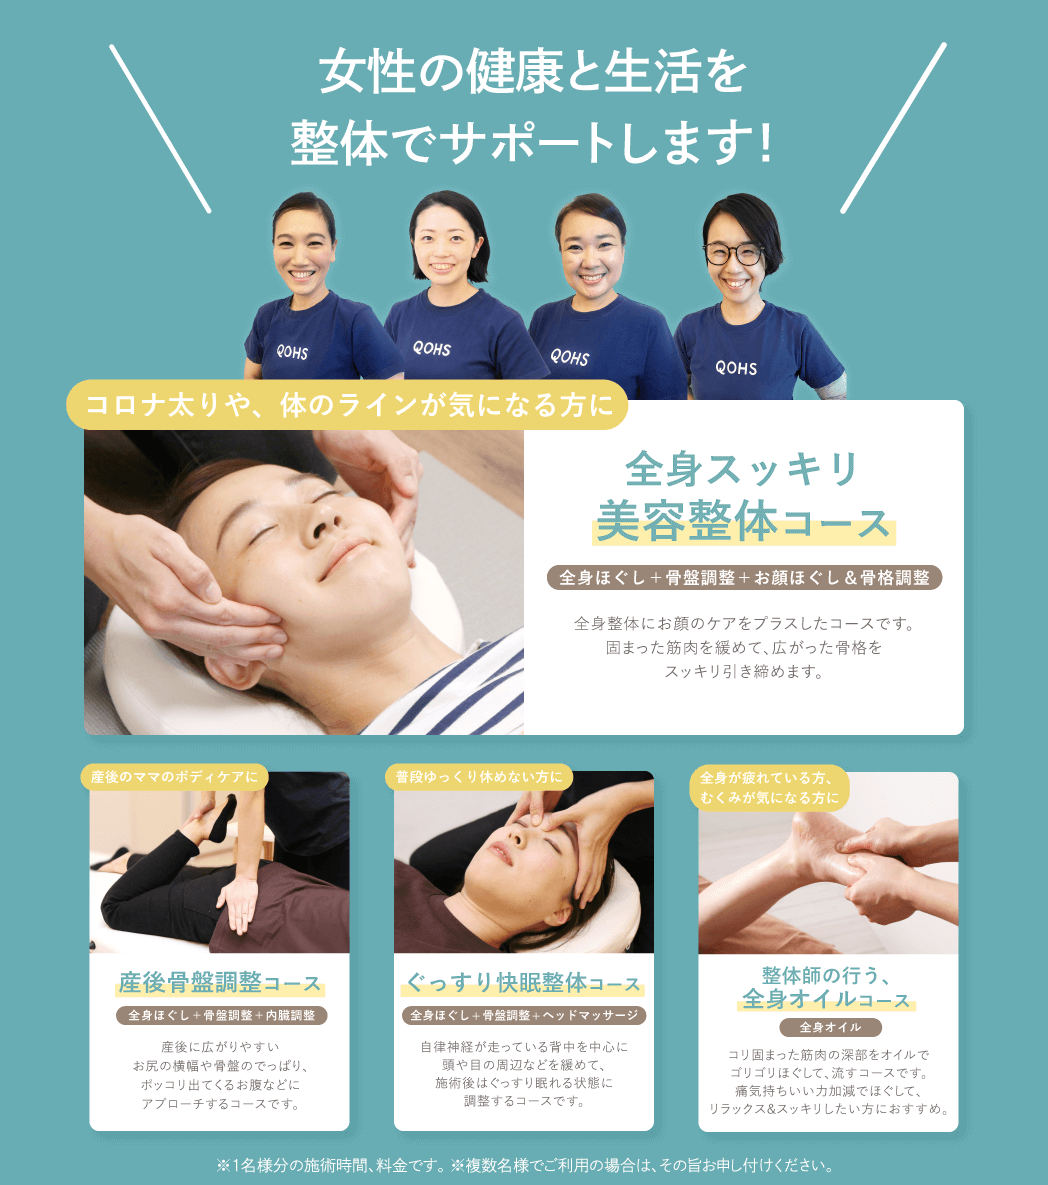 女性の健康と生活を
整体でサポートします！
QOHS
QOHS
QOHS
QOHS
コロナ太りや、体のラインが気になる方に
全身スッキリ
美容整体コース
全身ほぐし＋骨盤調整＋お顔ほぐし＆骨格調整
全身整体にお顔のケアをプラスしたコースです。
固まった筋肉を緩めて、広がった骨格を
スッキリ引き締めます。
産後のママのボディケアに
産後骨盤調整コース
全身ほぐし＋骨盤調整＋内臓調整
産後に広がりやすい
お尻の横幅や骨盤のでっぱり、
ポッコリ出てくるお腹などに
アプローチするコースです。
普段ゆっくり休めない方に
ぐっすり快眠整体コース
全身ほぐし＋骨盤調整＋ヘッドマッサージ
自律神経が走っている背中を中心に
頭や目の周辺などを緩めて、
施術後はぐっすり眠れる状態に
調整するコースです。
全身が疲れている方、
むくみが気になる方に
整体師の行う、
全身オイルコース
全身オイル
コリ固まった筋肉の深部をオイルで
ゴリゴリほぐして、流すコースです。
痛気持ちいい力加減でほぐして、
リラックス&スッキリしたい方におすすめ。
※1名様分の施術時間、料金です。※複数名様でご利用の場合は、その旨お申し付けください。